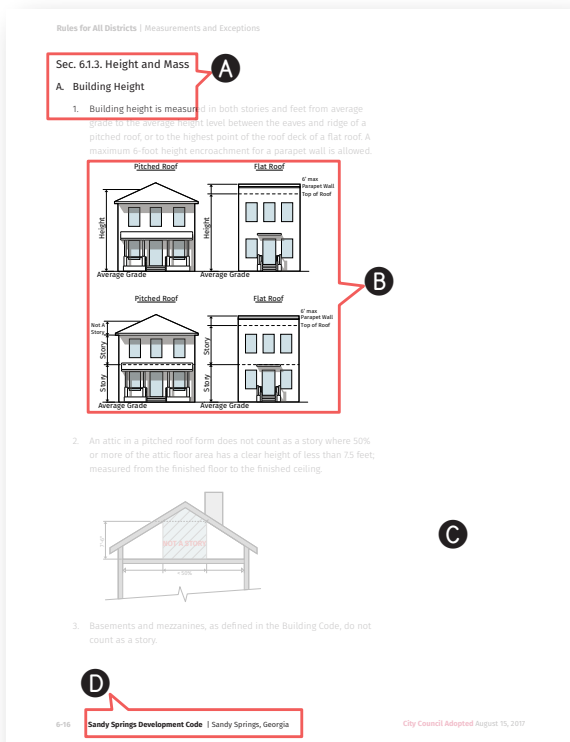 Rules for All Districts | Measurements and Exceptions
Sec. 6.1.3. Height and Mass
A
A. Building Height
1. Building height is measured in both stories and feet from average
grade to the average height level between the eaves and ridge of a
pitched roof, or to the highest point of the roof deck of a flat roof. A
maximum 6-foot height encroachment for a parapet wall is allowed.
Pitched Roof
Flat Roof
6' max
Parapet Wall
Top of Roof
Height
Height
Average Grade
Average Grade
B
Pitched Roof
Flat Roof
6' max
Parapet Wall
Top of Roof
Not A
Story
Story
Story
Story
Story
Average Grade
Average Grade
2. An attic in a pitched roof form does not count as a story where 50%
or more of the attic floor area has a clear height of less than 7.5 feet;
measured from the finished floor to the finished ceiling.
NOT A STORY
< 50%
C
3. Basements and mezzanines, as defined in the Building Code, do not
count as a story.
D
6-16 Sandy Springs Development Code | Sandy Springs, Georgia
City Council Adopted August 15, 2017